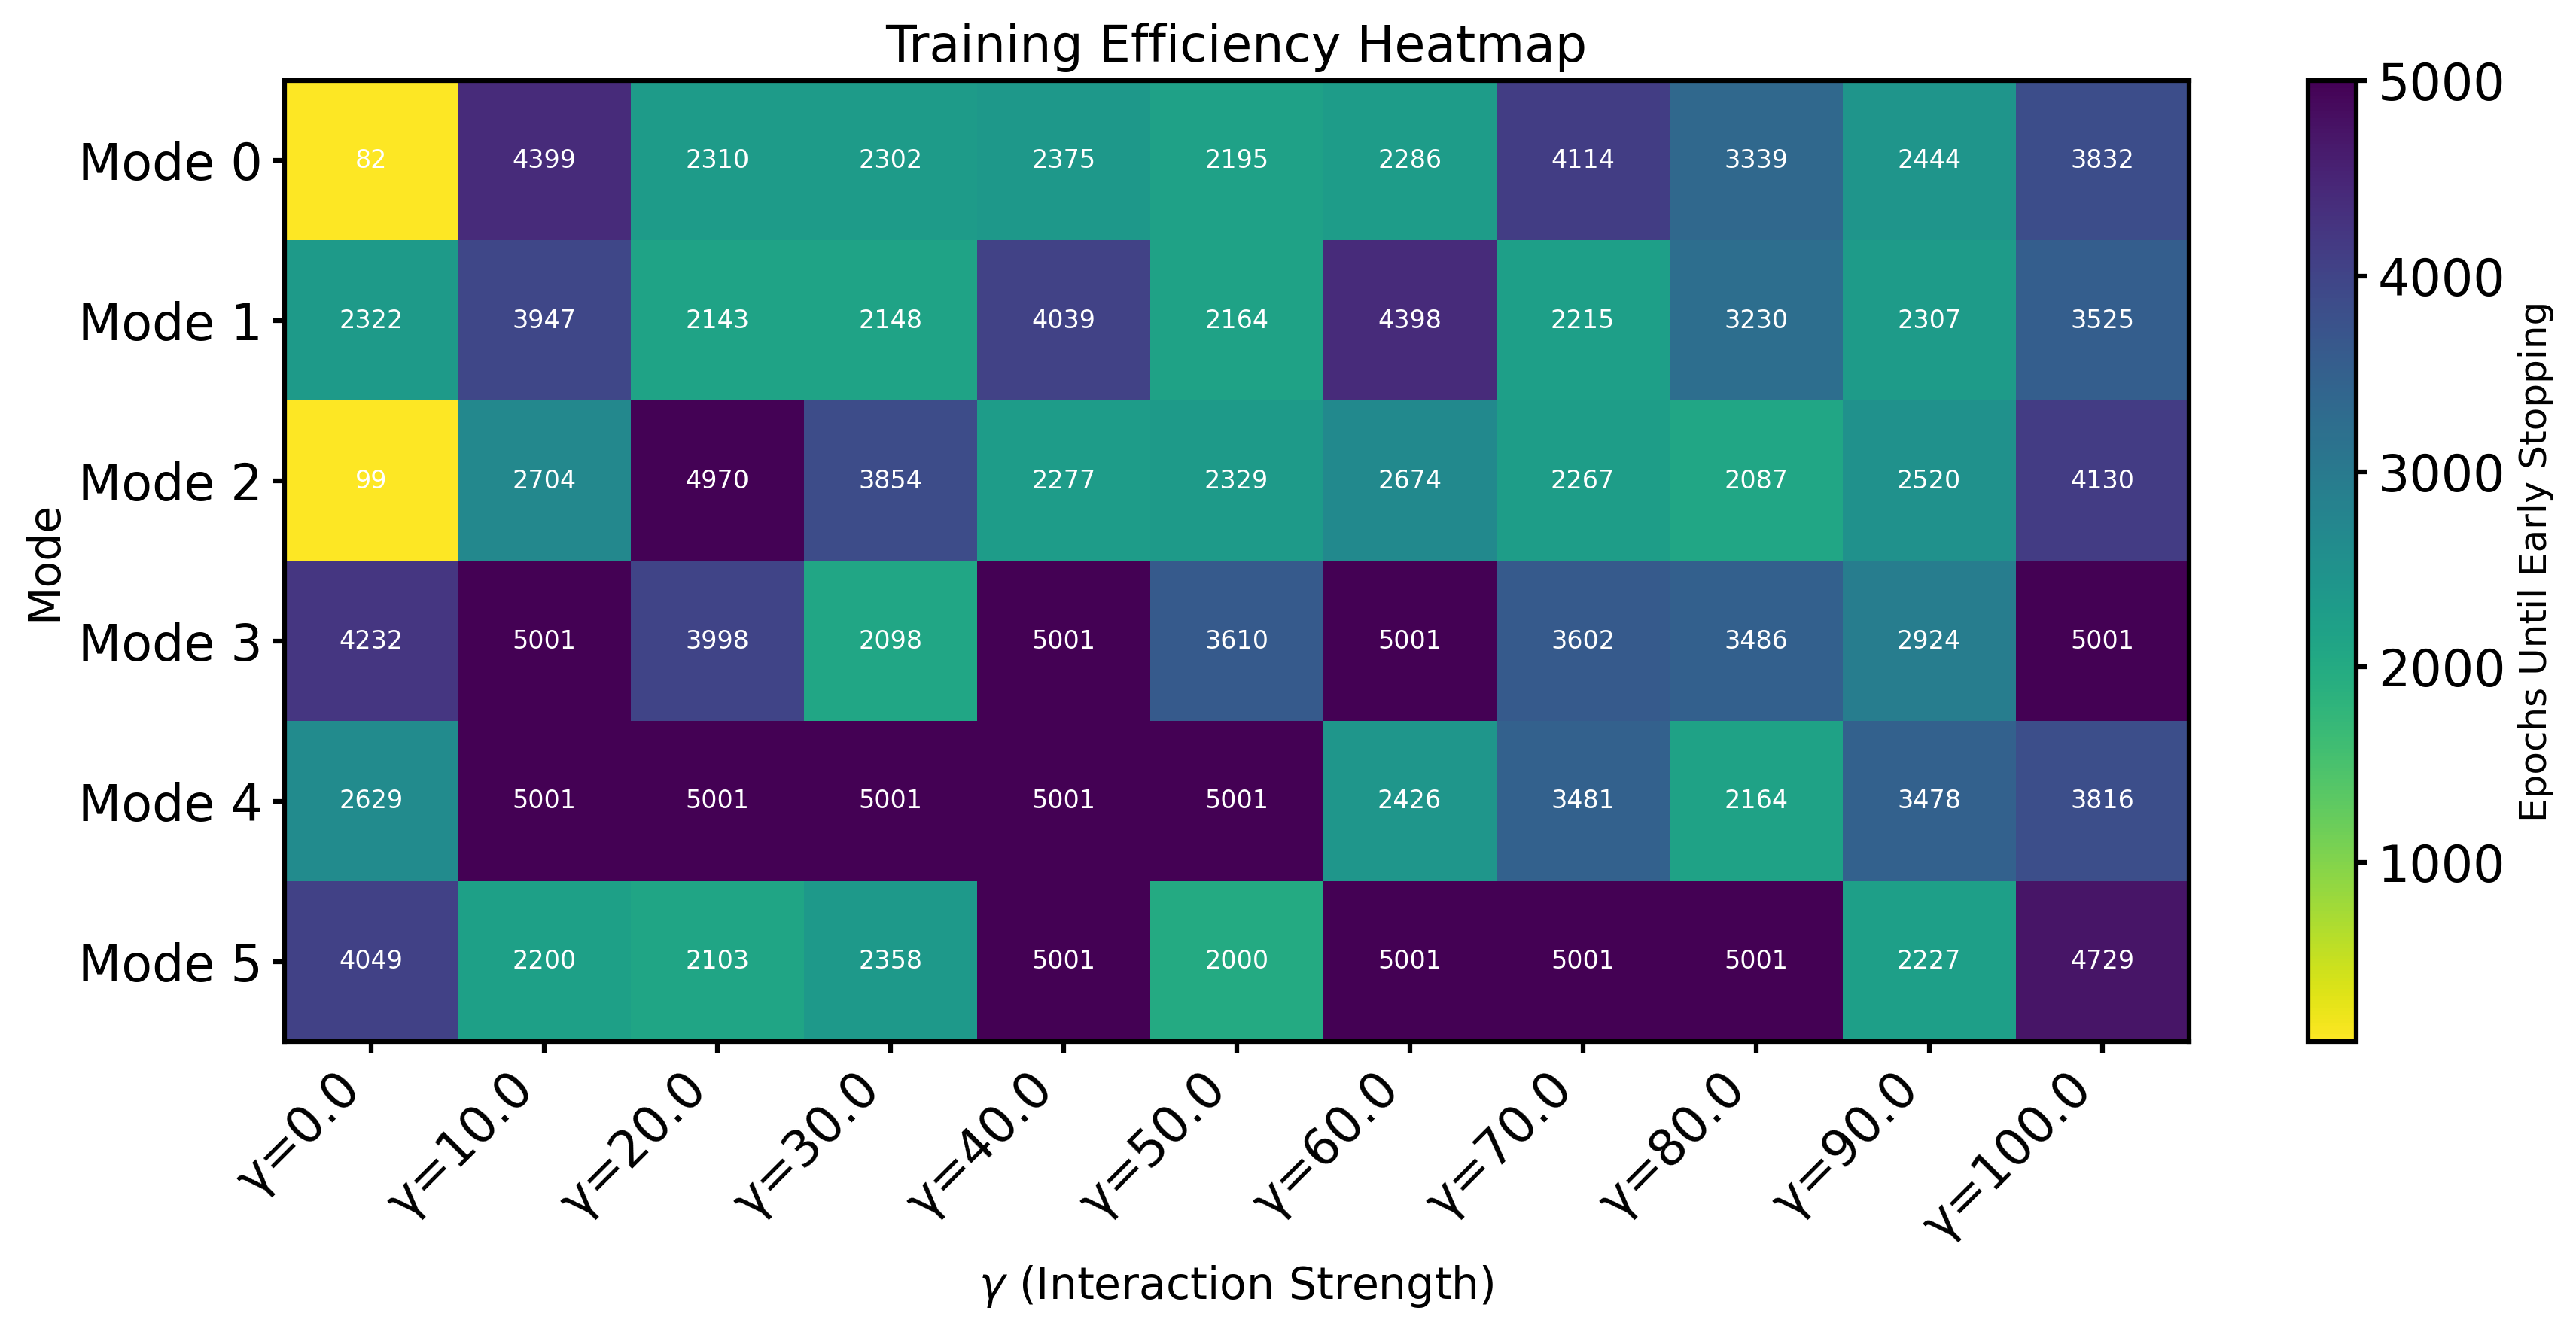 Training Efficiency Heatmap
Mode 0 82 4399 2310 2302 2375 2195 2286 4114 3339 2444 3832
Mode 1 2322 3947 2143 2148 4039 2164 4398 2215 3230 2307 3525
Mode 2 99 2704 4970 3854 2277 2329 2674 2267 2087 2520 4130
Mode 3 4232 5001 3998 2098 5001 3610 5001 3602 3486 2924 5001
Mode 4 2629 5001 5001 5001 5001 5001 2426 3481 2164 3478 3816
Mode 5 4049 2200 2103 2358 5001 2000 5001 5001 5001 2227 4729
Mode
γ=0.0 γ=10.0 γ=20.0 γ=30.0 γ=40.0 γ=50.0 γ=60.0 γ=70.0 γ=80.0 γ=90.0 γ=100.0
γ (Interaction Strength)
5000
4000
3000
2000
1000
Epochs Until Early Stopping